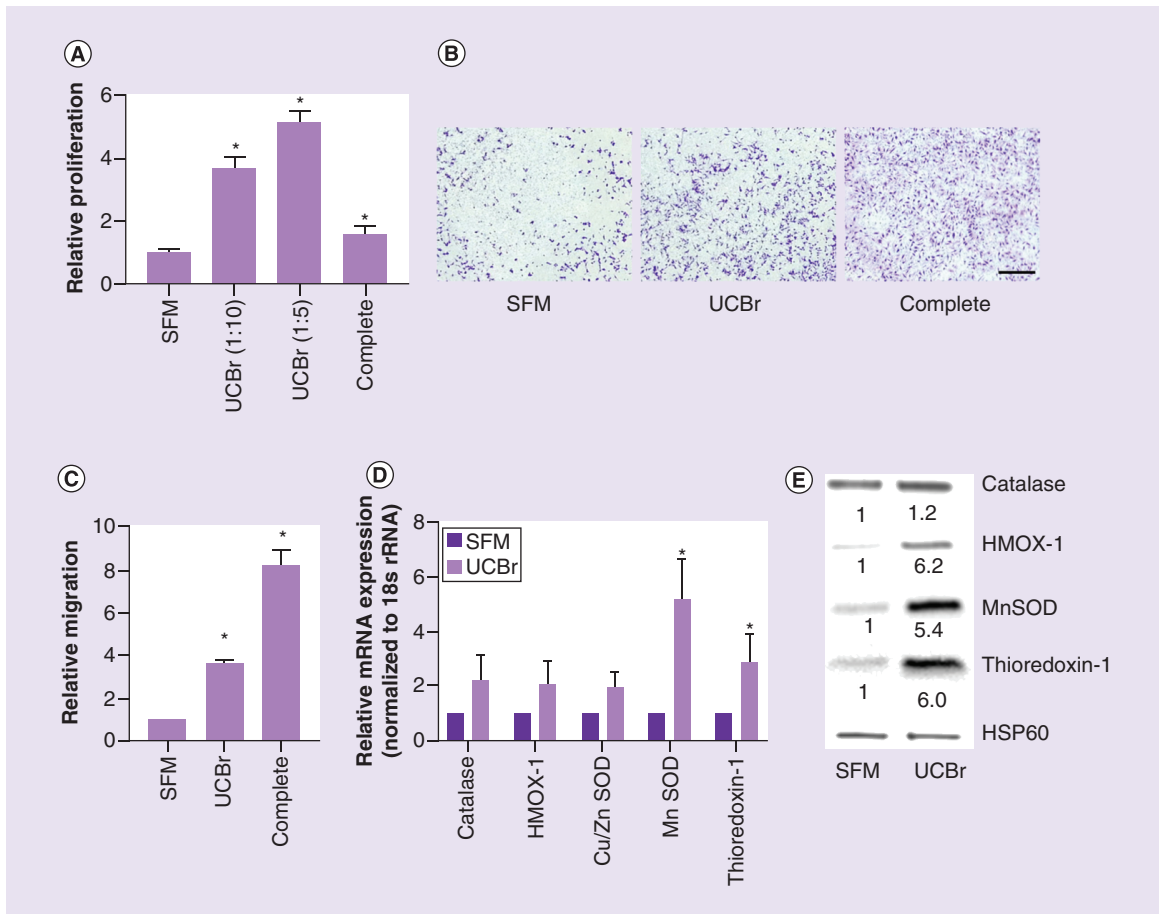 A
Relative proliferation
6
4
2
0
*
*
*
SFM
UCBr (1:10)
UCBr (1:5)
Complete
B
SFM
UCBr
Complete
C
Relative migration
10
8
6
4
2
0
*
*
SFM
UCBr
Complete
D
Relative mRNA expression
(normalized to 18s rRNA)
8
6
4
2
0
SFM
UCBr
*
*
Catalase
HMOX-1
Cu/Zn SOD
Mn SOD
Thioredoxin-1
E
Catalase
1 1.2
HMOX-1
1 6.2
MnSOD
1 5.4
Thioredoxin-1
1 6.0
HSP60
SFM UCBr